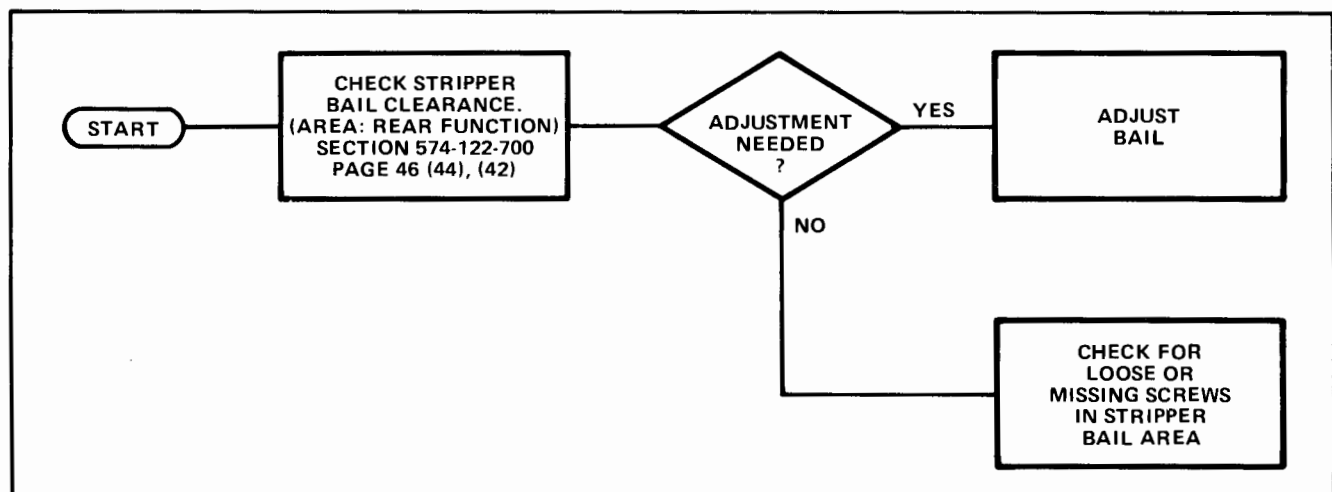 START
CHECK STRIPPER
BAIL CLEARANCE.
(AREA: REAR FUNCTION)
SECTION 574-122-700
PAGE 46 (44), (42)
ADJUSTMENT
NEEDED
?
YES
ADJUST
BAIL
NO
CHECK FOR
LOOSE OR
MISSING SCREWS
IN STRIPPER
BAIL AREA